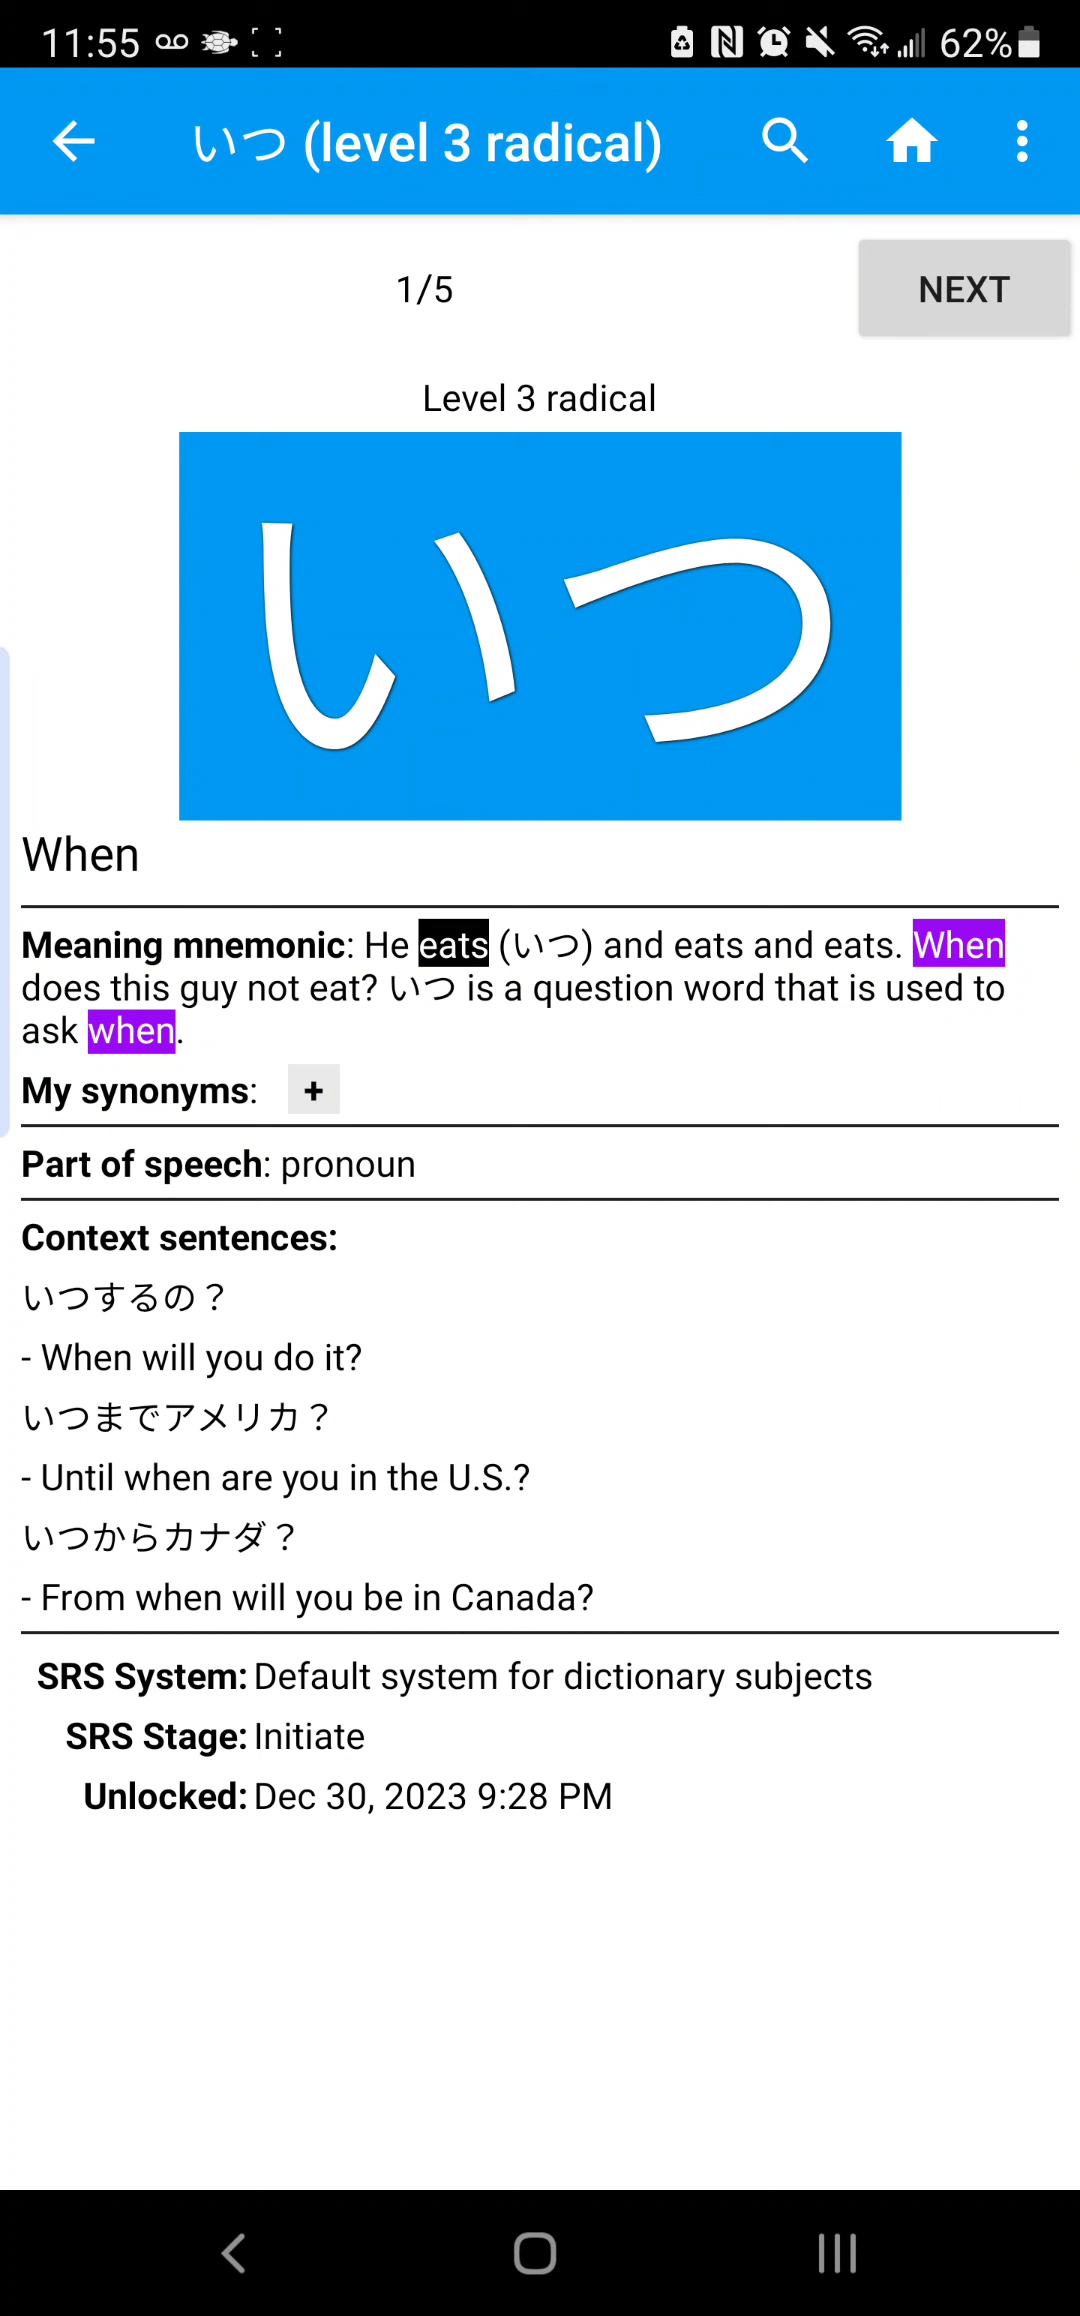 11:55 62%
いつ (level 3 radical)
1/5 NEXT
Level 3 radical
いつ
When
Meaning mnemonic: He eats (いつ) and eats and eats. When
does this guy not eat? いつ is a question word that is used to
ask when.
My synonyms: +
Part of speech: pronoun
Context sentences:
いつするの？
- When will you do it?
いつまでアメリカ？
- Until when are you in the U.S.?
いつからカナダ？
- From when will you be in Canada?
SRS System: Default system for dictionary subjects
SRS Stage: Initiate
Unlocked: Dec 30, 2023 9:28 PM